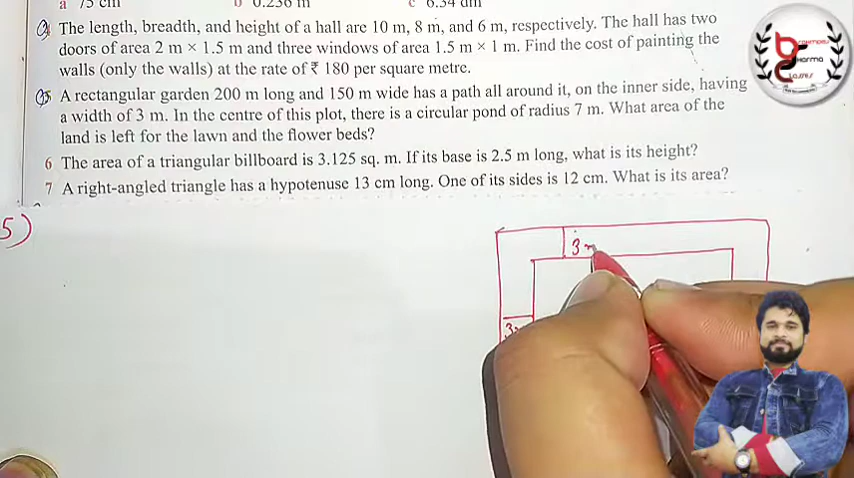 a 75 cm b 0.236 m c 6.54 dm
Q4 The length, breadth, and height of a hall are 10 m, 8 m, and 6 m, respectively. The hall has two
doors of area 2 m × 1.5 m and three windows of area 1.5 m × 1 m. Find the cost of painting the
walls (only the walls) at the rate of ₹ 180 per square metre.
Q5 A rectangular garden 200 m long and 150 m wide has a path all around it, on the inner side, having
a width of 3 m. In the centre of this plot, there is a circular pond of radius 7 m. What area of the
land is left for the lawn and the flower beds?
6 The area of a triangular billboard is 3.125 sq. m. If its base is 2.5 m long, what is its height?
7 A right-angled triangle has a hypotenuse 13 cm long. One of its sides is 12 cm. What is its area?
5)
3 m
3